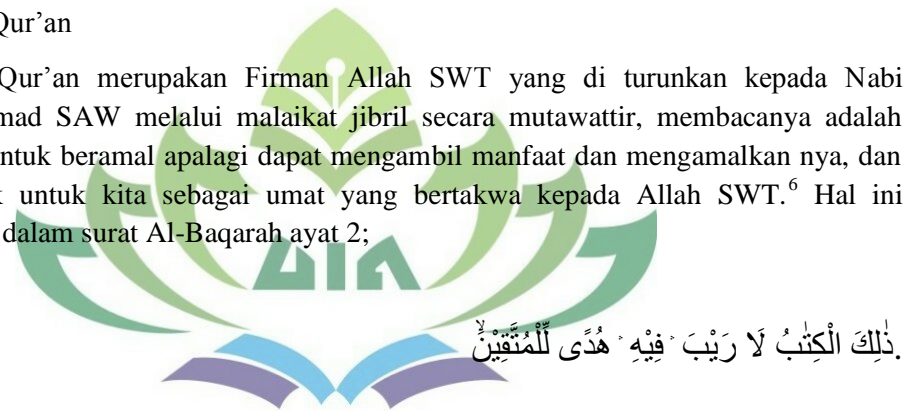 Qur’an
Qur’an merupakan Firman Allah SWT yang di turunkan kepada Nabi
mad SAW melalui malaikat jibril secara mutawattir, membacanya adalah
ntuk beramal apalagi dapat mengambil manfaat dan mengamalkan nya, dan
k untuk kita sebagai umat yang bertakwa kepada Allah SWT.⁶ Hal ini
dalam surat Al-Baqarah ayat 2;
UIN
.ذٰلِكَ الْكِتٰبُ لَا رَيْبَ ۛ فِيْهِ ۛ هُدًى لِّلْمُتَّقِيْنَۙ